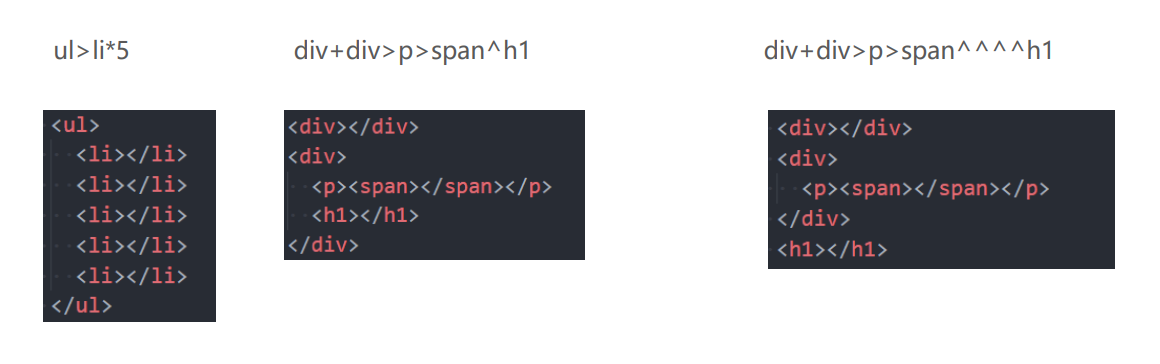 ul>li*5
<ul>
<li></li>
<li></li>
<li></li>
<li></li>
<li></li>
</ul>
div+div>p>span^h1
<div></div>
<div>
<p><span></span></p>
<h1></h1>
</div>
div+div>p>span^^^^h1
<div></div>
<div>
<p><span></span></p>
</div>
<h1></h1>